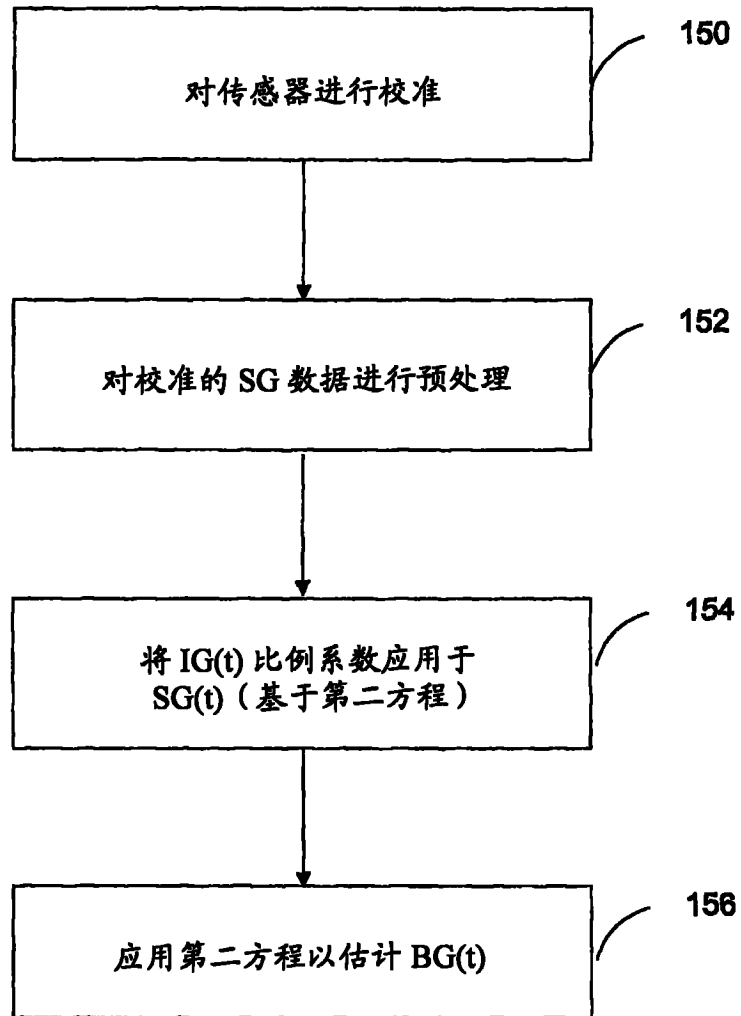 150
对传感器进行校准
152
对校准的 SG 数据进行预处理
154
将 IG(t) 比例系数应用于
SG(t)（基于第二方程）
156
应用第二方程以估计 BG(t)